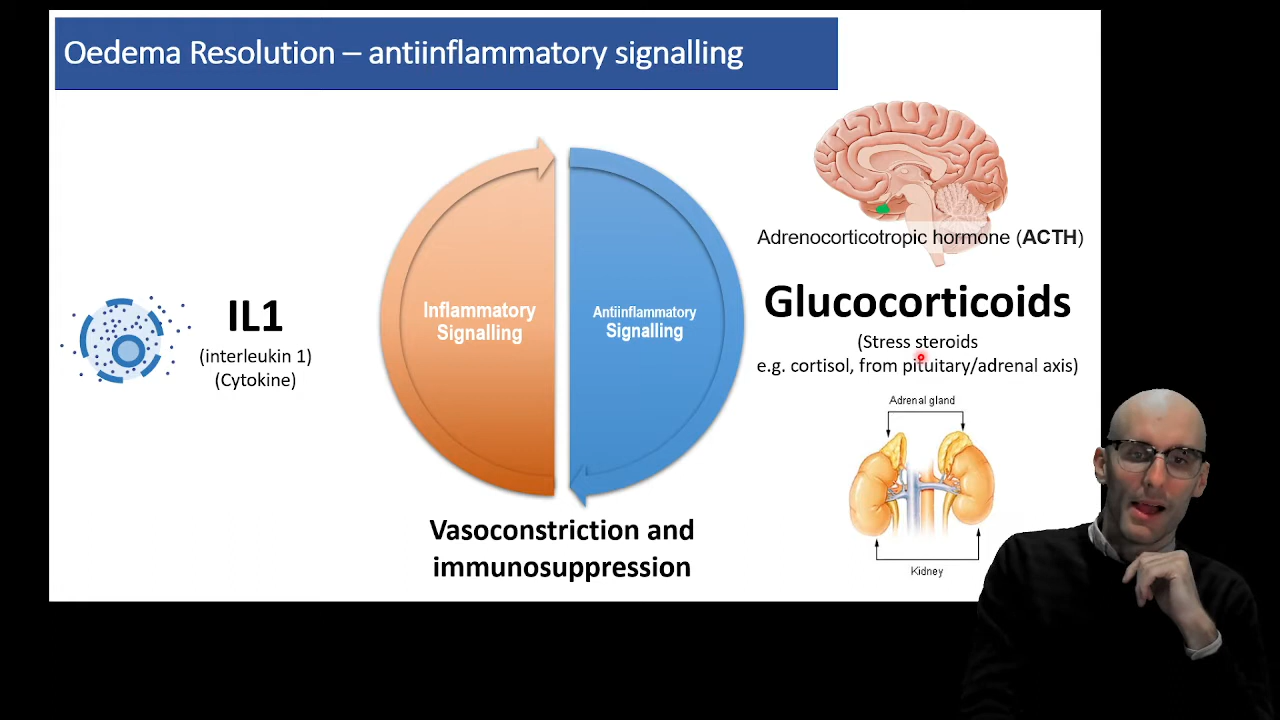 Oedema Resolution – antiinflammatory signalling
Adrenocorticotropic hormone (ACTH)
IL1
(interleukin 1)
(Cytokine)
Inflammatory
Signalling
Antiinflammatory
Signalling
Glucocorticoids
(Stress steroids
e.g. cortisol, from pituitary/adrenal axis)
Adrenal gland
Kidney
Vasoconstriction and
immunosuppression